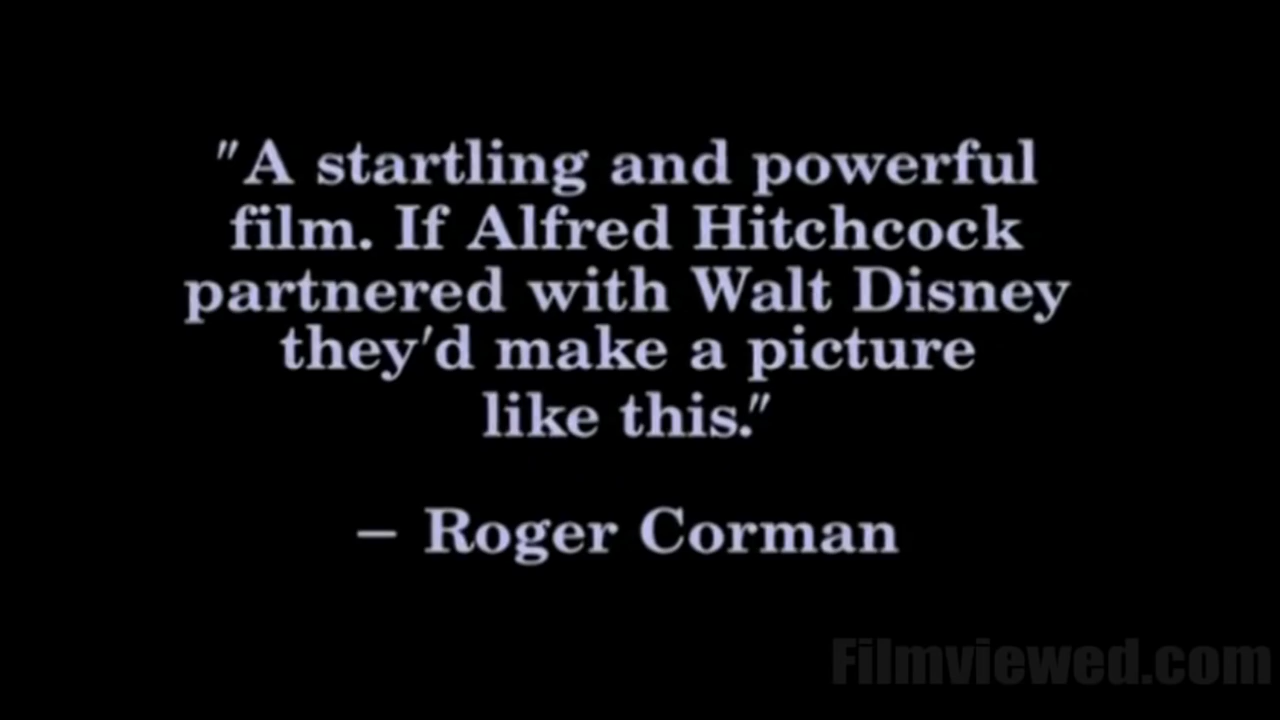 "A startling and powerful
film. If Alfred Hitchcock
partnered with Walt Disney
they'd make a picture
like this."
– Roger Corman
Filmviewed.com